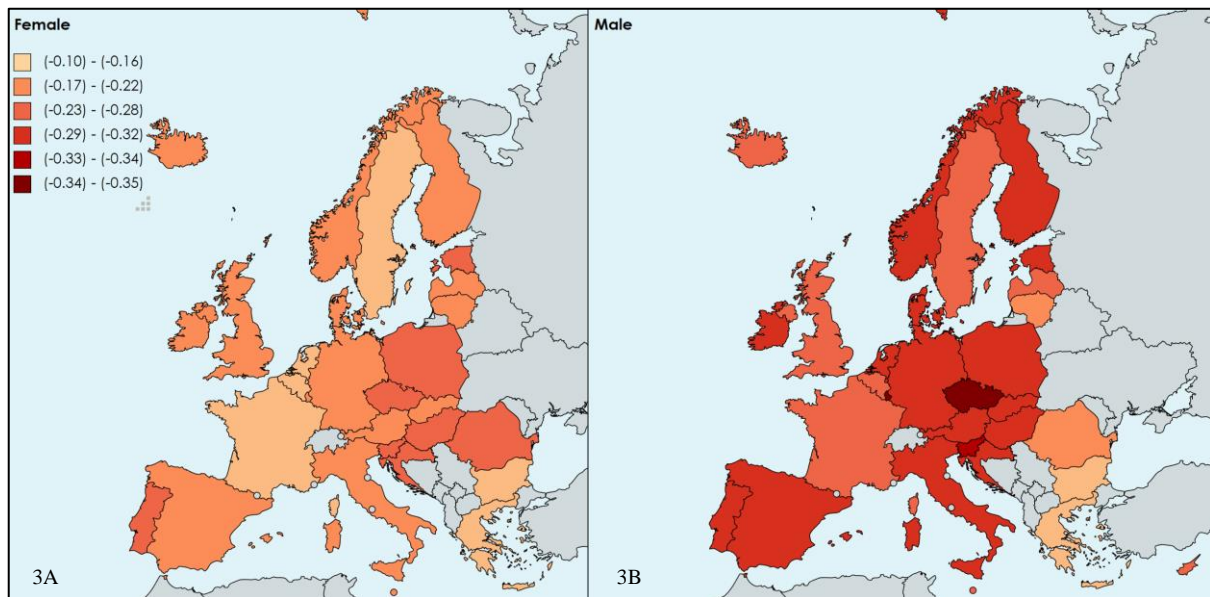 Female
(-0.10) - (-0.16)
(-0.17) - (-0.22)
(-0.23) - (-0.28)
(-0.29) - (-0.32)
(-0.33) - (-0.34)
(-0.34) - (-0.35)
3A
Male
3B